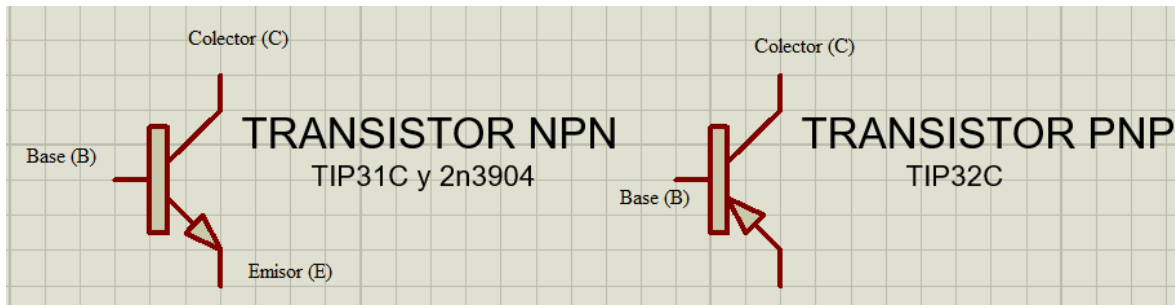 Colector (C)
Base (B)
TRANSISTOR NPN
TIP31C y 2n3904
Emisor (E)
Colector (C)
TRANSISTOR PNP
TIP32C
Base (B)